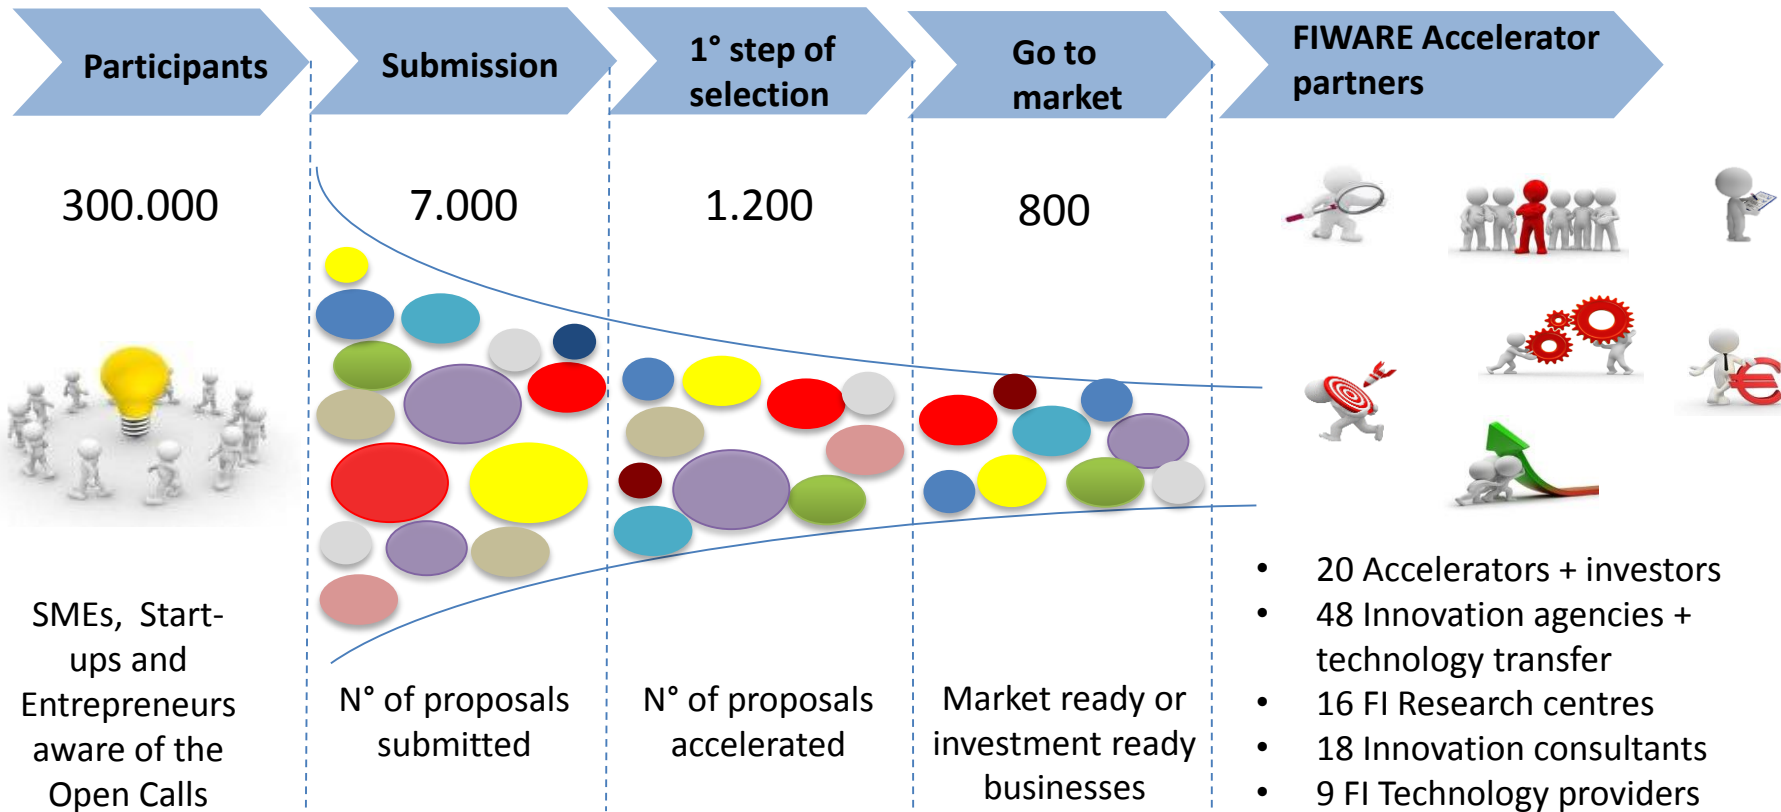 Participants
Submission
1° step of
selection
Go to
market
FIWARE Accelerator
partners
300.000
7.000
1.200
800
SMEs, Start-
ups and
Entrepreneurs
aware of the
Open Calls
N° of proposals
submitted
N° of proposals
accelerated
Market ready or
investment ready
businesses
• 20 Accelerators + investors
• 48 Innovation agencies +
technology transfer
• 16 FI Research centres
• 18 Innovation consultants
• 9 FI Technology providers